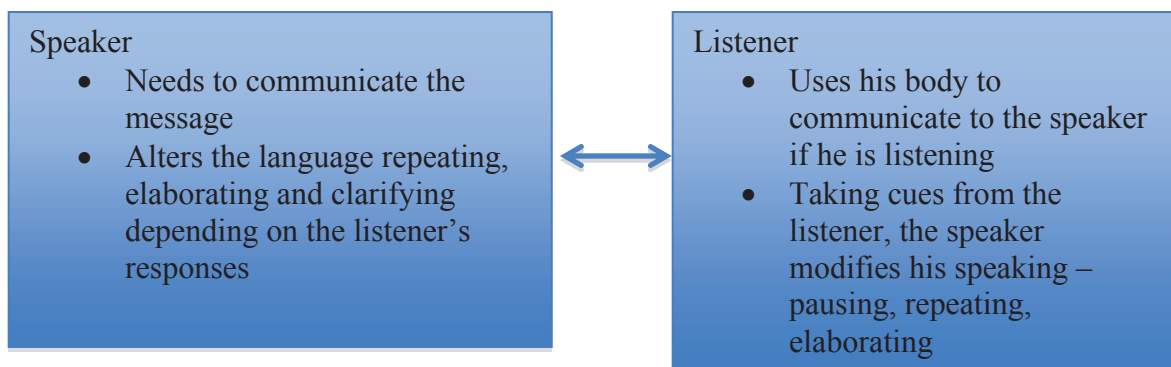 Speaker
• Needs to communicate the
message
• Alters the language repeating,
elaborating and clarifying
depending on the listener’s
responses
Listener
• Uses his body to
communicate to the speaker
if he is listening
• Taking cues from the
listener, the speaker
modifies his speaking –
pausing, repeating,
elaborating